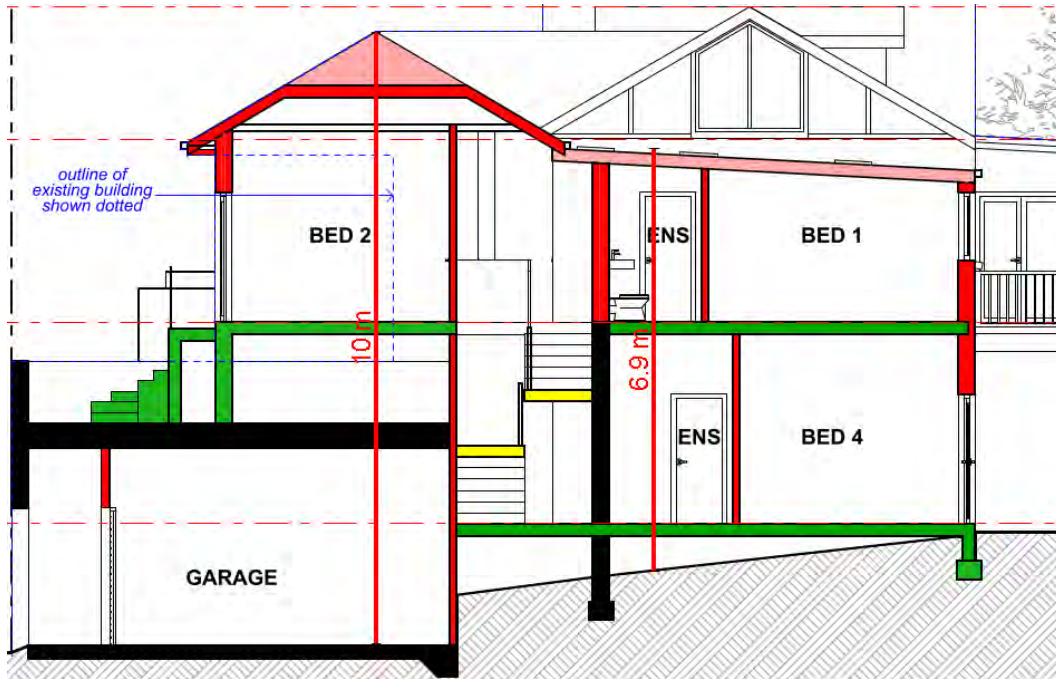 outline of
existing building
shown dotted
BED 2
ENS
BED 1
10 m
6.9 m
ENS
BED 4
GARAGE